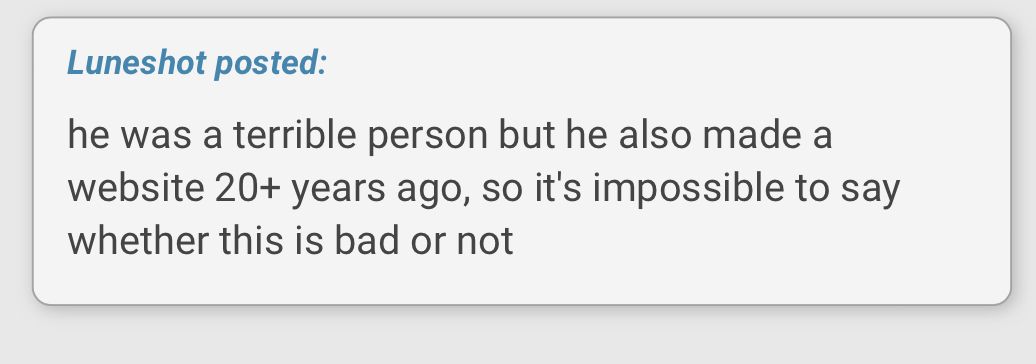 Luneshot posted:
he was a terrible person but he also made a
website 20+ years ago, so it's impossible to say
whether this is bad or not